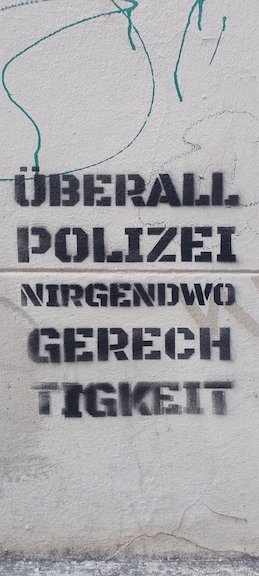 ÜBERALL
POLIZEI
NIRGENDWO
GERECH
TIGKEIT